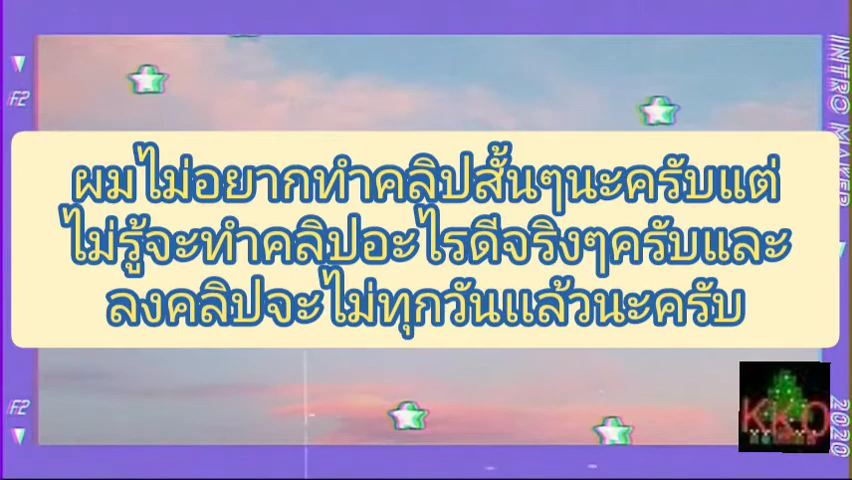 IF2
INTRO MAKER
ผมไม่อยากทำคลิปสั้นๆนะครับแต่
ไม่รู้จะทำคลิปอะไรดีจริงๆครับและ
ลงคลิปจะไม่ทุกวันแล้วนะครับ
IF2
KKD
2020